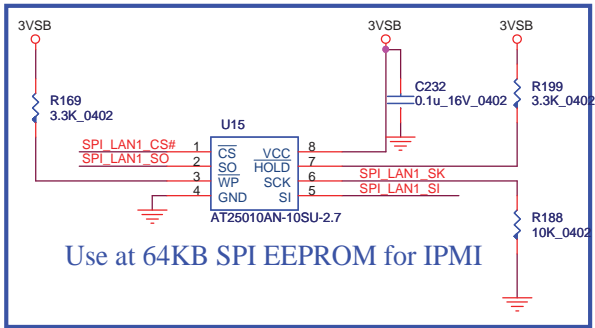 3VSB
3VSB
3VSB
R169
3.3K_0402
C232
0.1u_16V_0402
R199
3.3K_0402
U15
SPI_LAN1_CS#
1
CS
VCC
8
SPI_LAN1_SO
2
SO
HOLD
7
3
WP
SCK
6
SPI_LAN1_SK
4
GND
SI
5
SPI_LAN1_SI
AT25010AN-10SU-2.7
R188
10K_0402
Use at 64KB SPI EEPROM for IPMI